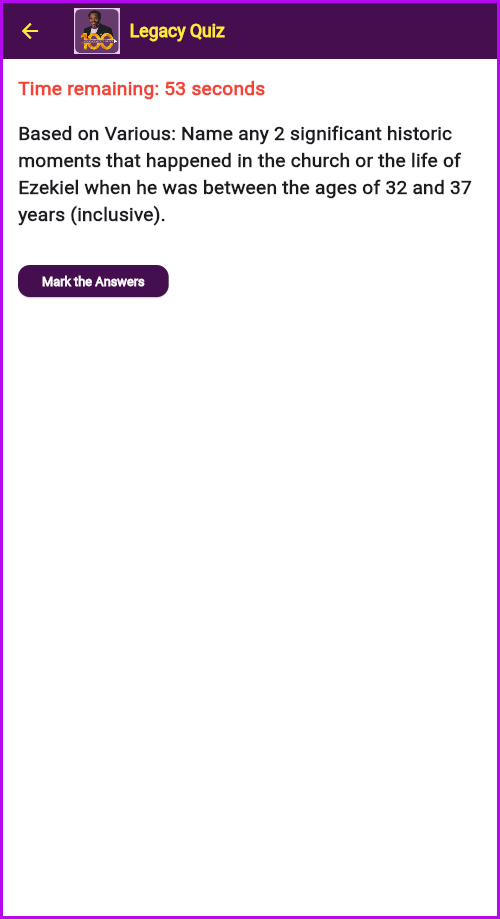 100
Legacy Quiz
Time remaining: 53 seconds
Based on Various: Name any 2 significant historic
moments that happened in the church or the life of
Ezekiel when he was between the ages of 32 and 37
years (inclusive).
Mark the Answers